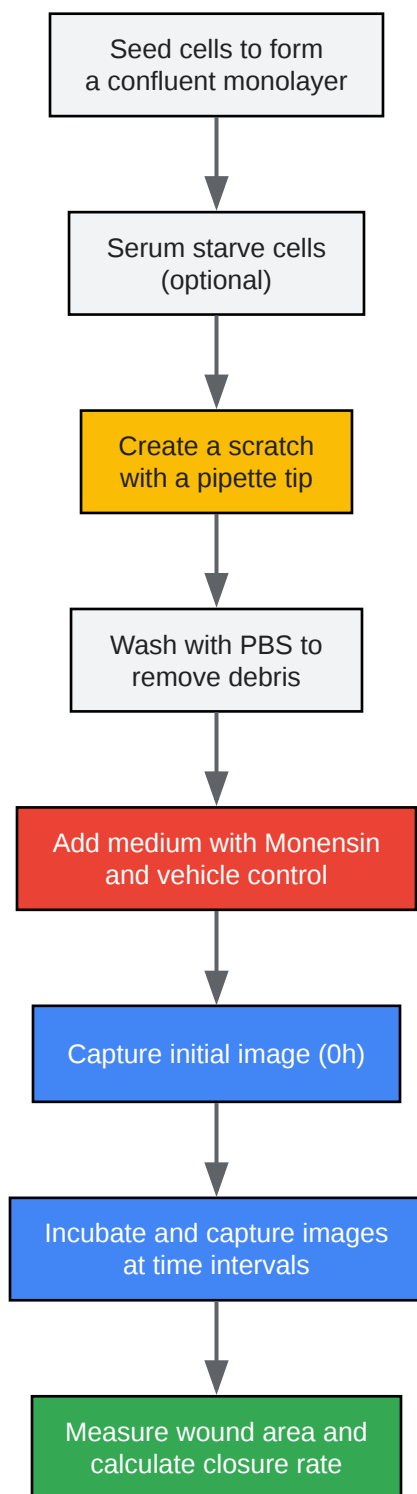 Seed cells to form
a confluent monolayer
Serum starve cells
(optional)
Create a scratch
with a pipette tip
Wash with PBS to
remove debris
Add medium with Monensin
and vehicle control
Capture initial image (0h)
Incubate and capture images
at time intervals
Measure wound area and
calculate closure rate